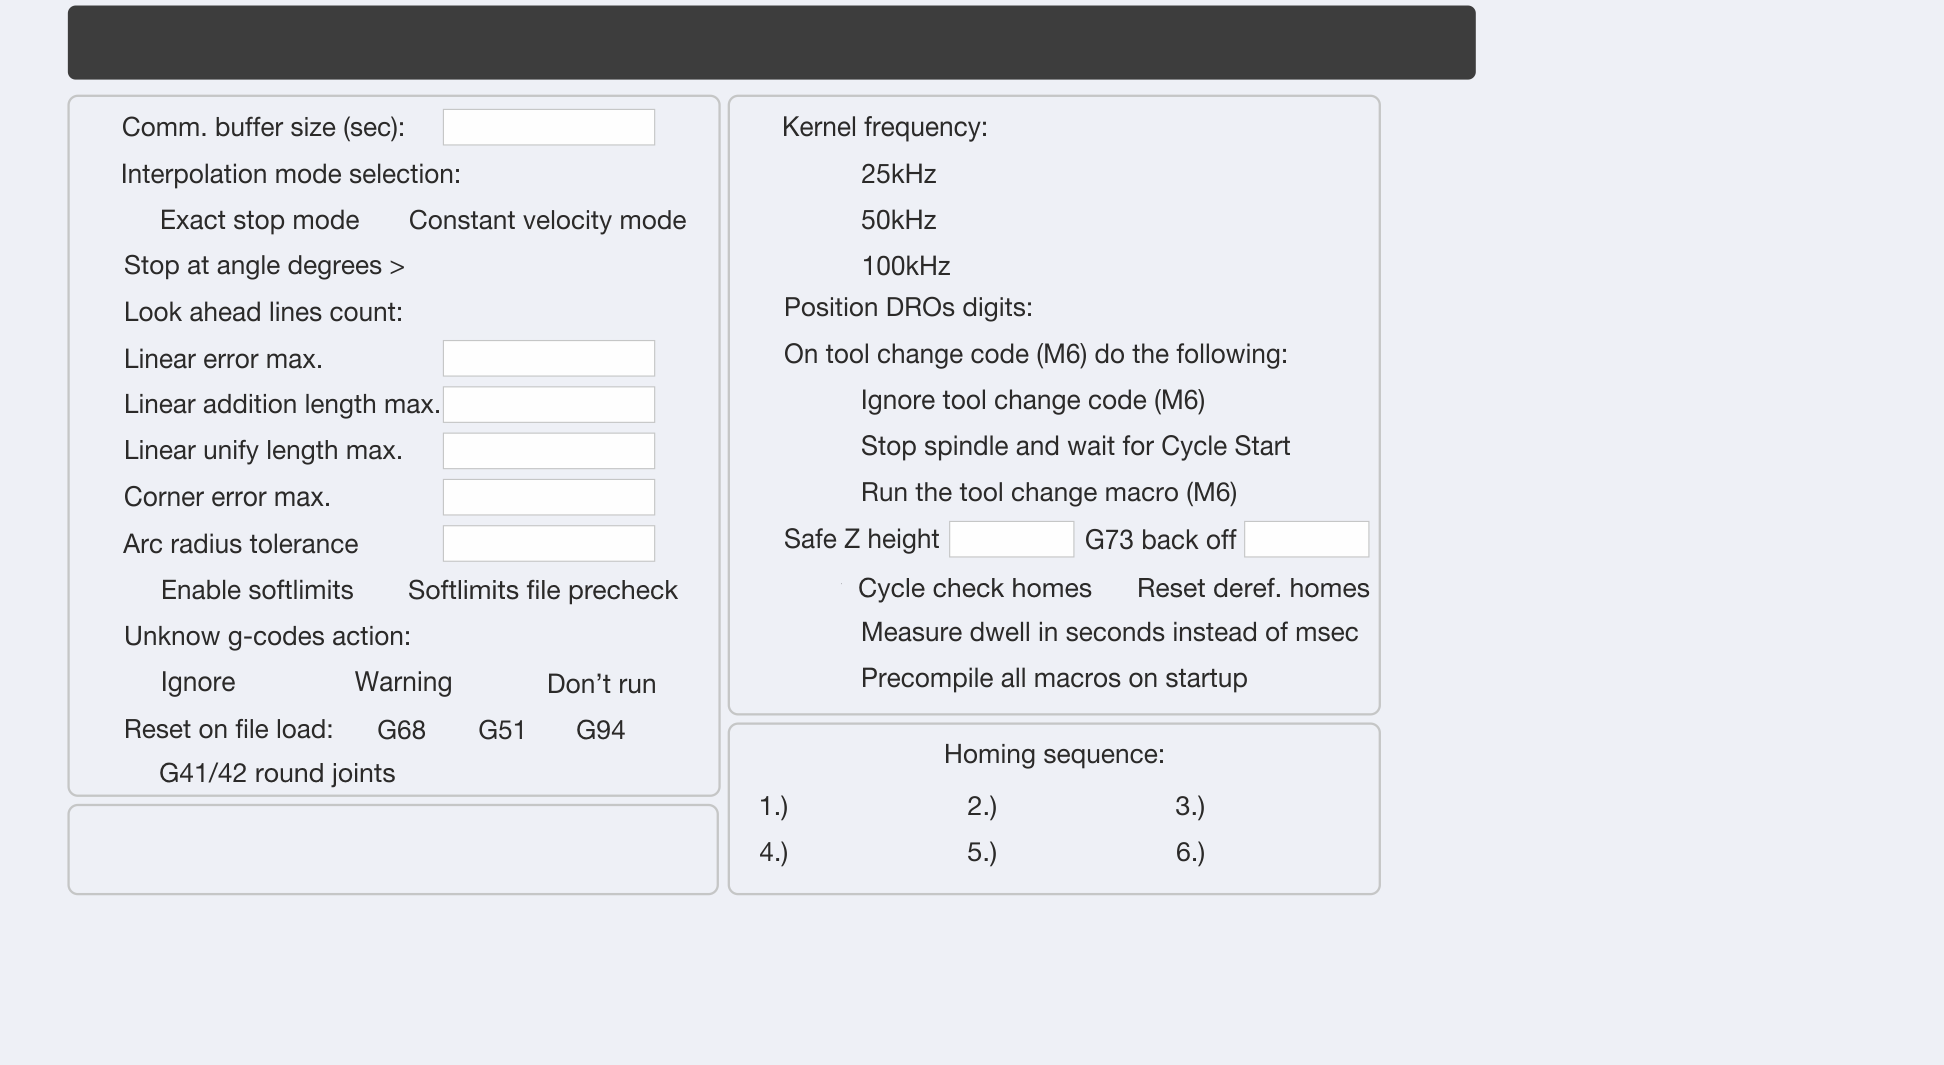 Comm. buffer size (sec):
Interpolation mode selection:
Exact stop mode Constant velocity mode
Stop at angle degrees >
Look ahead lines count:
Linear error max.
Linear addition length max.
Linear unify length max.
Corner error max.
Arc radius tolerance
Enable softlimits Softlimits file precheck
Unknow g-codes action:
Ignore Warning Don’t run
Reset on file load: G68 G51 G94
G41/42 round joints
Kernel frequency:
25kHz
50kHz
100kHz
Position DROs digits:
On tool change code (M6) do the following:
Ignore tool change code (M6)
Stop spindle and wait for Cycle Start
Run the tool change macro (M6)
Safe Z height G73 back off
Cycle check homes Reset deref. homes
Measure dwell in seconds instead of msec
Precompile all macros on startup
Homing sequence:
1.) 2.) 3.)
4.) 5.) 6.)